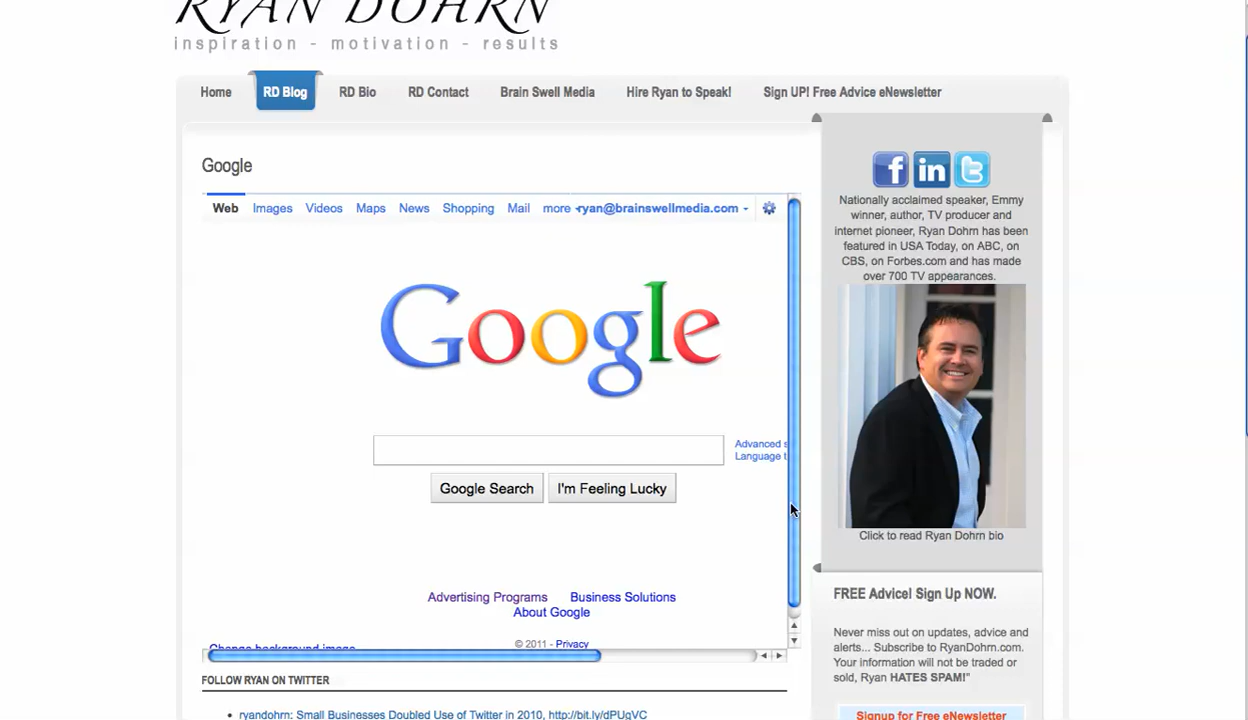 RYAN DOHRN
inspiration - motivation - results
Home RD Blog RD Bio RD Contact Brain Swell Media Hire Ryan to Speak! Sign UP! Free Advice eNewsletter
Google
Web Images Videos Maps News Shopping Mail more ryan@brainswellmedia.com
Google
Advanced s
Language t
Google Search I'm Feeling Lucky
Advertising Programs Business Solutions
About Google
© 2011 - Privacy
Change background image
FOLLOW RYAN ON TWITTER
ryandohrn: Small Businesses Doubled Use of Twitter in 2010, http://bit.ly/dPUgVC
f in t
Nationally acclaimed speaker, Emmy
winner, author, TV producer and
internet pioneer, Ryan Dohrn has been
featured in USA Today, on ABC, on
CBS, on Forbes.com and has made
over 700 TV appearances.
Click to read Ryan Dohrn bio
FREE Advice! Sign Up NOW.
Never miss out on updates, advice and
alerts... Subscribe to RyanDohrn.com.
Your information will not be traded or
sold, Ryan HATES SPAM!"
Signup for Free eNewsletter